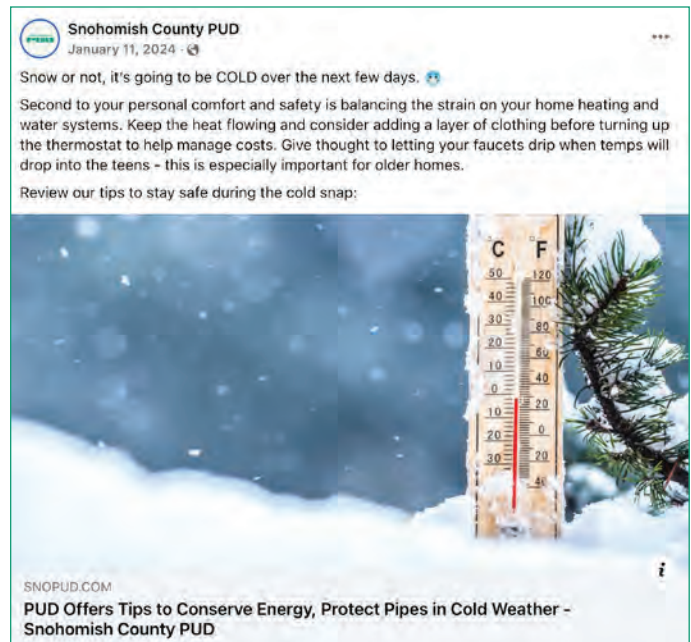 PUD
Snohomish County PUD
January 11, 2024 ·
Snow or not, it's going to be COLD over the next few days. 🥶
Second to your personal comfort and safety is balancing the strain on your home heating and
water systems. Keep the heat flowing and consider adding a layer of clothing before turning up
the thermostat to help manage costs. Give thought to letting your faucets drip when temps will
drop into the teens - this is especially important for older homes.
Review our tips to stay safe during the cold snap:
C F
50 120
40 100
30 80
20 60
10 40
0 20
10 0
20 20
30 40
i
SNOPUD.COM
PUD Offers Tips to Conserve Energy, Protect Pipes in Cold Weather -
Snohomish County PUD